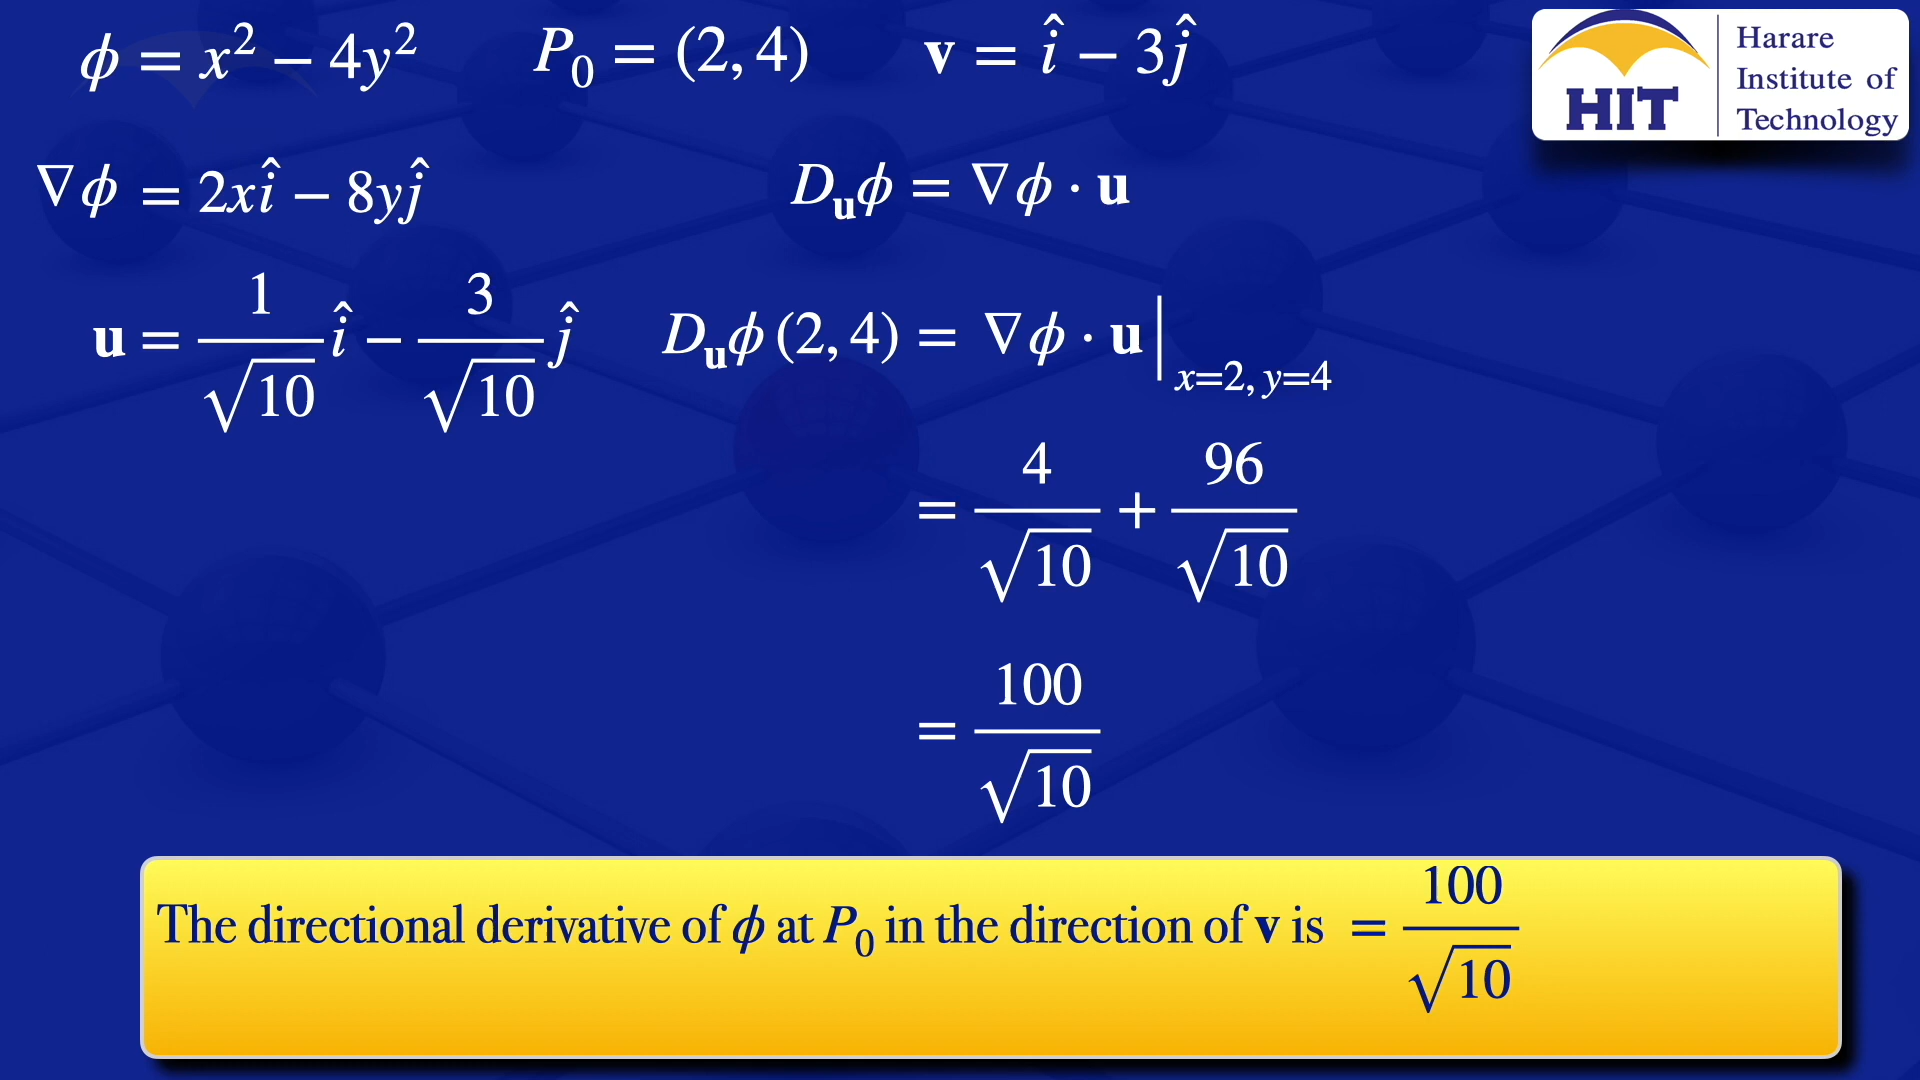 ϕ = x² − 4y²   P₀ = (2, 4)   v = î − 3ĵ
HIT
Harare
Institute of
Technology
∇ϕ = 2xî − 8yĵ   D_uϕ = ∇ϕ · u
u = 1/√10 î − 3/√10 ĵ   D_uϕ (2, 4) = ∇ϕ · u |_{x=2, y=4}
= 4/√10 + 96/√10
= 100/√10
The directional derivative of ϕ at P₀ in the direction of v is = 100/√10